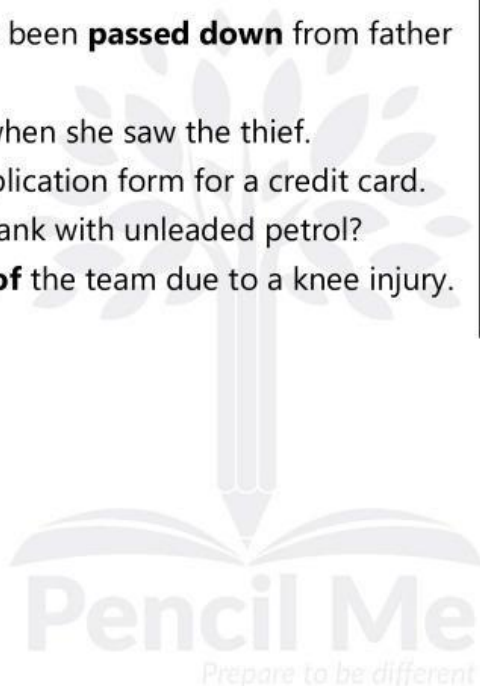 been passed down from father
when she saw the thief.
plication form for a credit card.
ank with unleaded petrol?
of the team due to a knee injury.
Pencil Me
Prepare to be different